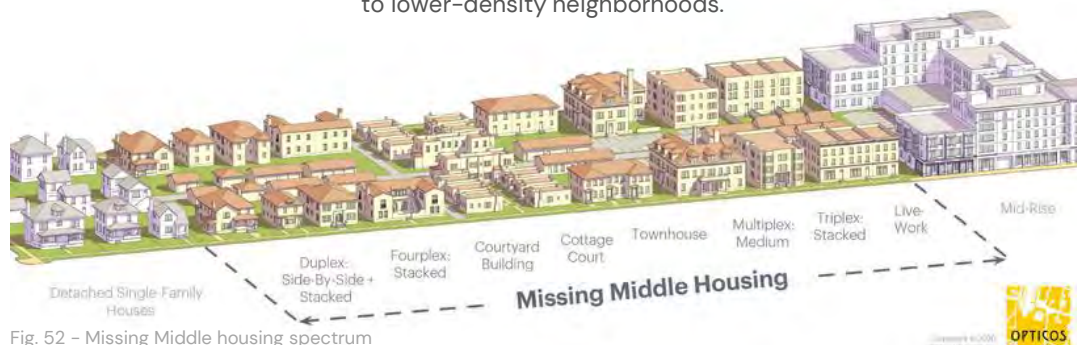 to lower-density neighborhoods.
Detached Single-Family
Houses
Duplex:
Side-By-Side +
Stacked
Fourplex:
Stacked
Courtyard
Building
Cottage
Court
Townhouse
Multiplex:
Medium
Triplex:
Stacked
Live-
Work
Mid-Rise
Missing Middle Housing
Fig. 52 - Missing Middle housing spectrum
Copyright © 2020
OPTICOS